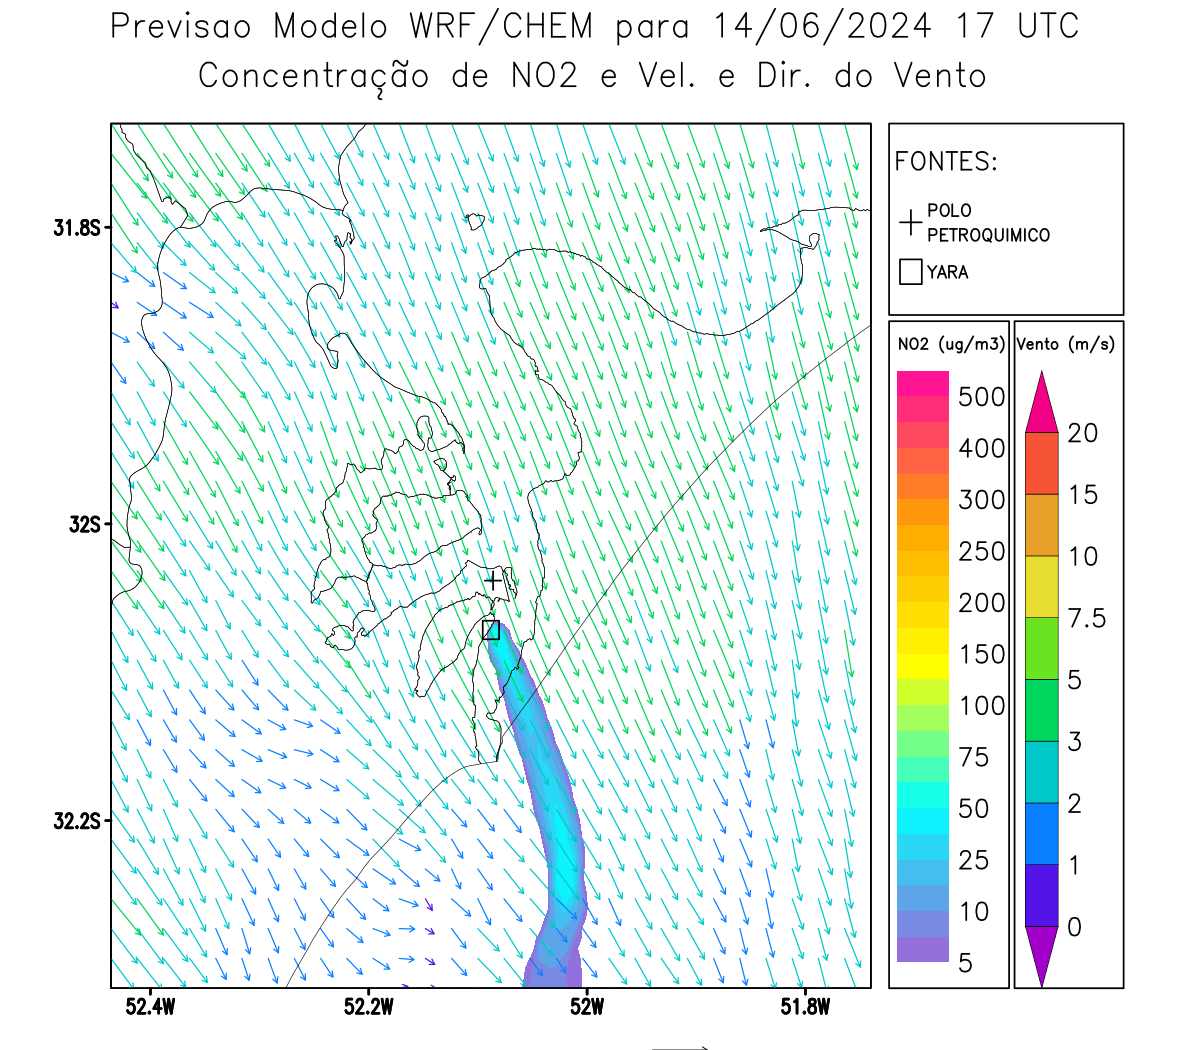 Previsao Modelo WRF/CHEM para 14/06/2024 17 UTC
Concentração de NO2 e Vel. e Dir. do Vento
FONTES:
POLO
PETROQUIMICO
YARA
NO2 (ug/m3)
500
400
300
250
200
150
100
75
50
25
10
5
Vento (m/s)
20
15
10
7.5
5
3
2
1
0
31.8S
32S
32.2S
52.4W
52.2W
52W
51.8W